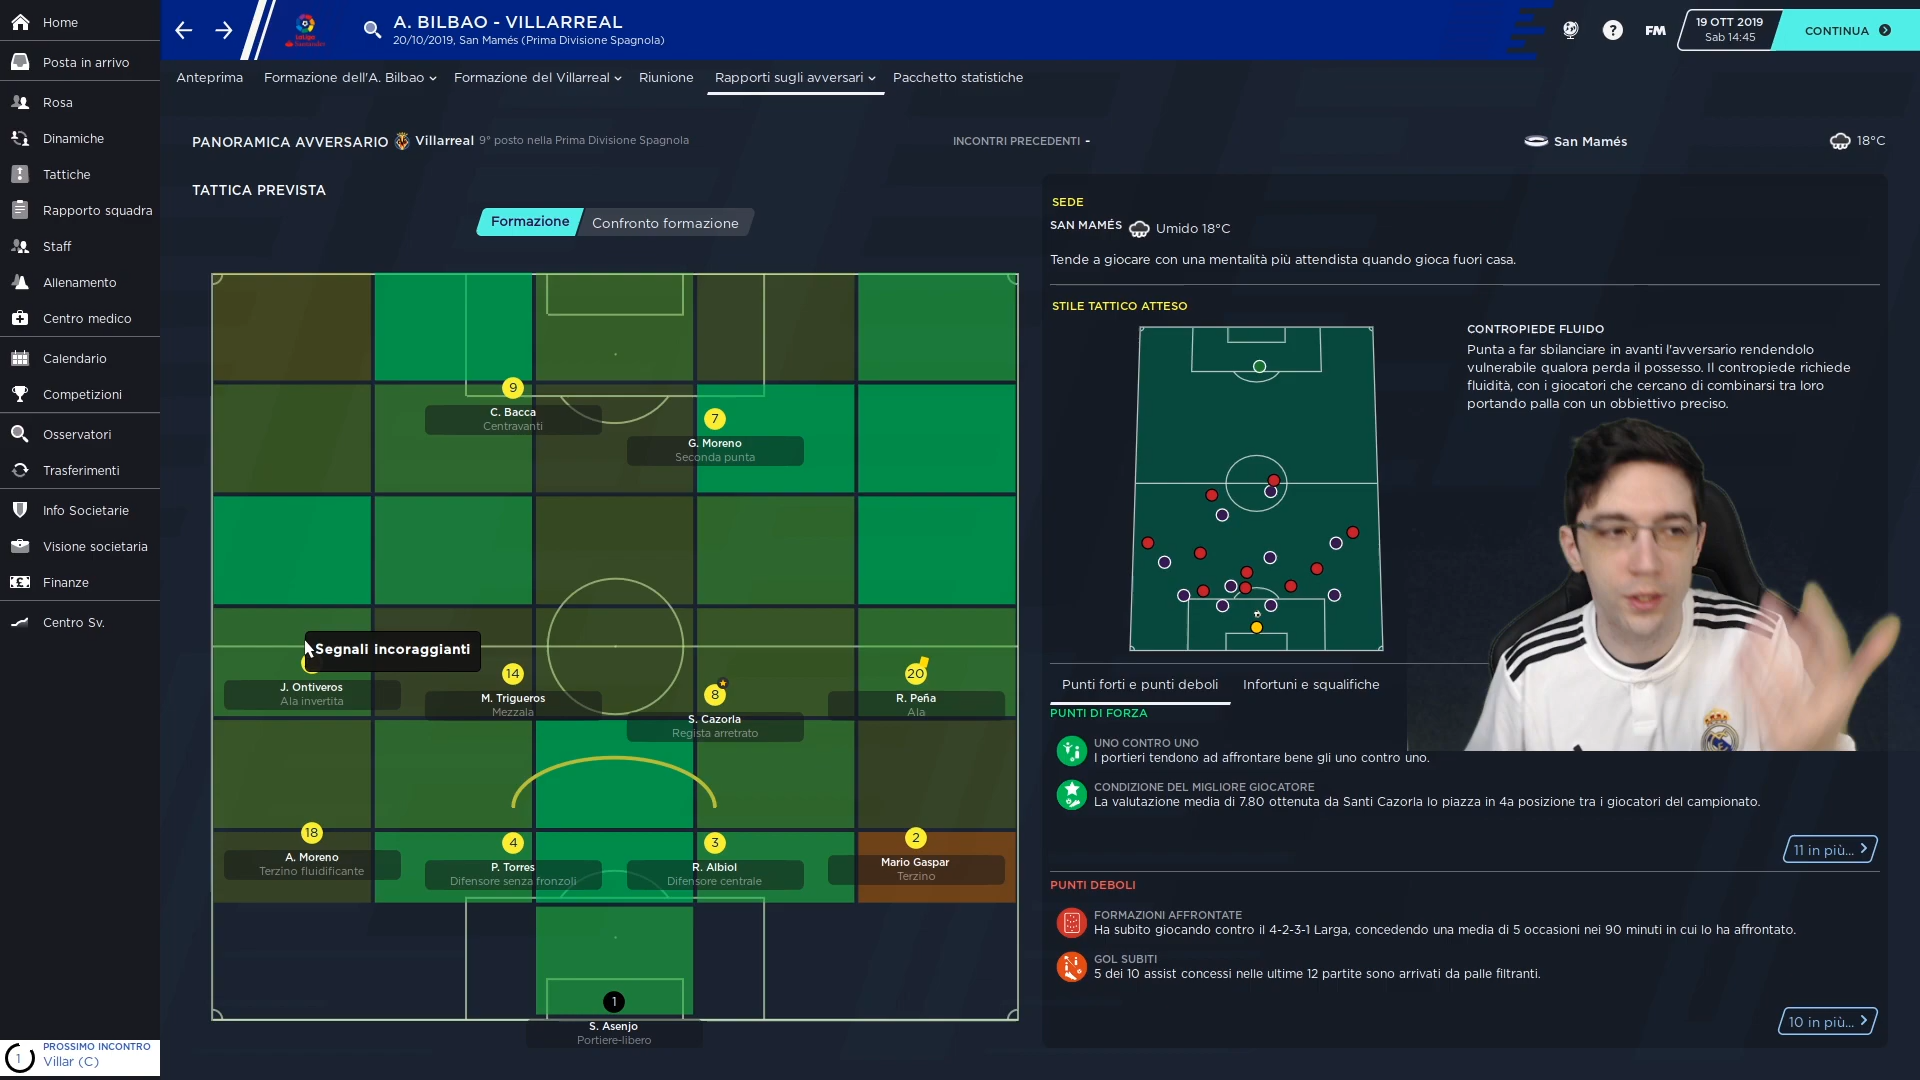 Home
Posta in arrivo
Rosa
Dinamiche
Tattiche
Rapporto squadra
Staff
Allenamento
Centro medico
Calendario
Competizioni
Osservatori
Trasferimenti
Info Societarie
Visione societaria
Finanze
Centro Sv.
1
PROSSIMO INCONTRO
Villar (C)
A. BILBAO - VILLARREAL
20/10/2019, San Mamés (Prima Divisione Spagnola)
FM
19 OTT 2019
Sab 14:45
CONTINUA
Anteprima
Formazione dell'A. Bilbao
Formazione del Villarreal
Riunione
Rapporti sugli avversari
Pacchetto statistiche
PANORAMICA AVVERSARIO Villarreal 9° posto nella Prima Divisione Spagnola
INCONTRI PRECEDENTI -
San Mamés
18°C
TATTICA PREVISTA
Formazione
Confronto formazione
9
C. Bacca
Centravanti
7
G. Moreno
Seconda punta
Segnali incoraggianti
J. Ontiveros
Ala invertita
14
M. Trigueros
Mezzala
8
S. Cazorla
Regista arretrato
20
R. Peña
Ala
18
A. Moreno
Terzino fluidificante
4
P. Torres
Difensore senza fronzoli
3
R. Albiol
Difensore centrale
2
Mario Gaspar
Terzino
1
S. Asenjo
Portiere-libero
SEDE
SAN MAMÉS Umido 18°C
Tende a giocare con una mentalità più attendista quando gioca fuori casa.
STILE TATTICO ATTESO
CONTROPIEDE FLUIDO
Punta a far sbilanciare in avanti l'avversario rendendolo
vulnerabile qualora perda il possesso. Il contropiede richiede
fluidità, con i giocatori che cercano di combinarsi tra loro
portando palla con un obbiettivo preciso.
Punti forti e punti deboli
Infortuni e squalifiche
PUNTI DI FORZA
UNO CONTRO UNO
I portieri tendono ad affrontare bene gli uno contro uno.
CONDIZIONE DEL MIGLIORE GIOCATORE
La valutazione media di 7.80 ottenuta da Santi Cazorla lo piazza in 4a posizione tra i giocatori del campionato.
11 in più...
PUNTI DEBOLI
FORMAZIONI AFFRONTATE
Ha subito giocando contro il 4-2-3-1 Larga, concedendo una media di 5 occasioni nei 90 minuti in cui lo ha affrontato.
GOL SUBITI
5 dei 10 assist concessi nelle ultime 12 partite sono arrivati da palle filtranti.
10 in più...